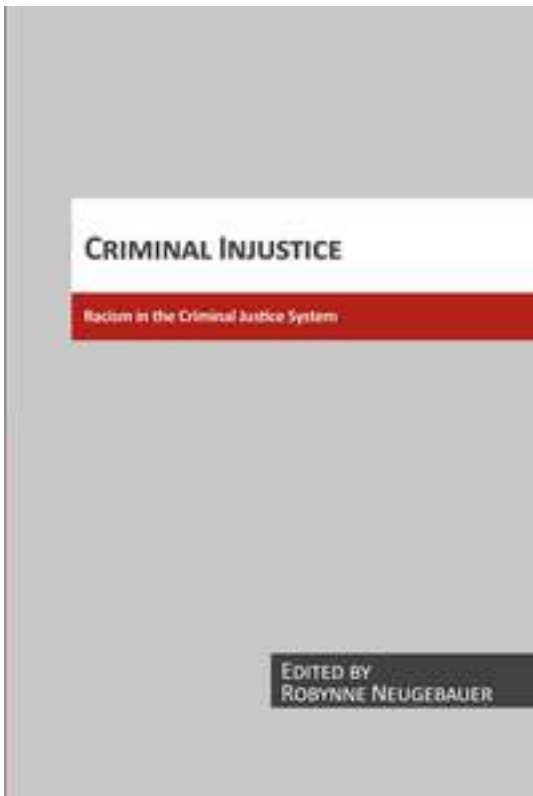 CRIMINAL INJUSTICE
Racism in the Criminal Justice System
EDITED BY
ROBYNNE NEUGEBAUER